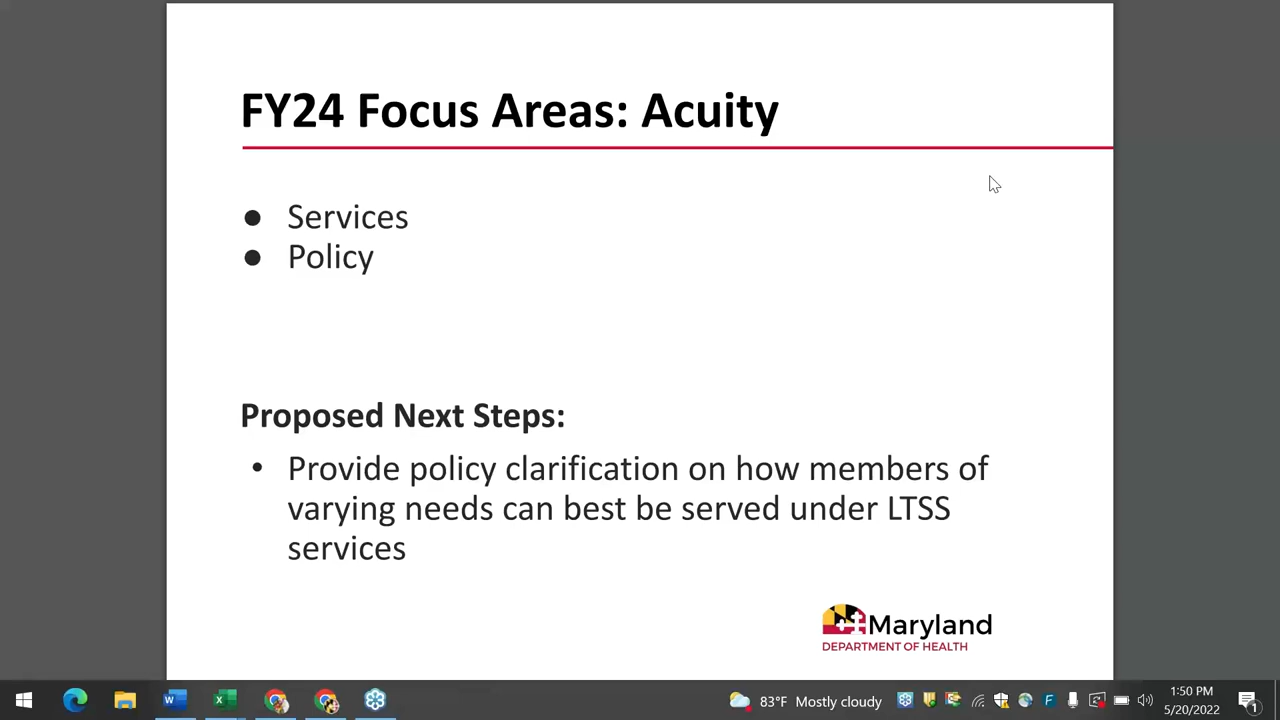 FY24 Focus Areas: Acuity
● Services
● Policy
Proposed Next Steps:
• Provide policy clarification on how members of
varying needs can best be served under LTSS
services
Maryland
DEPARTMENT OF HEALTH
83°F Mostly cloudy
1:50 PM
5/20/2022